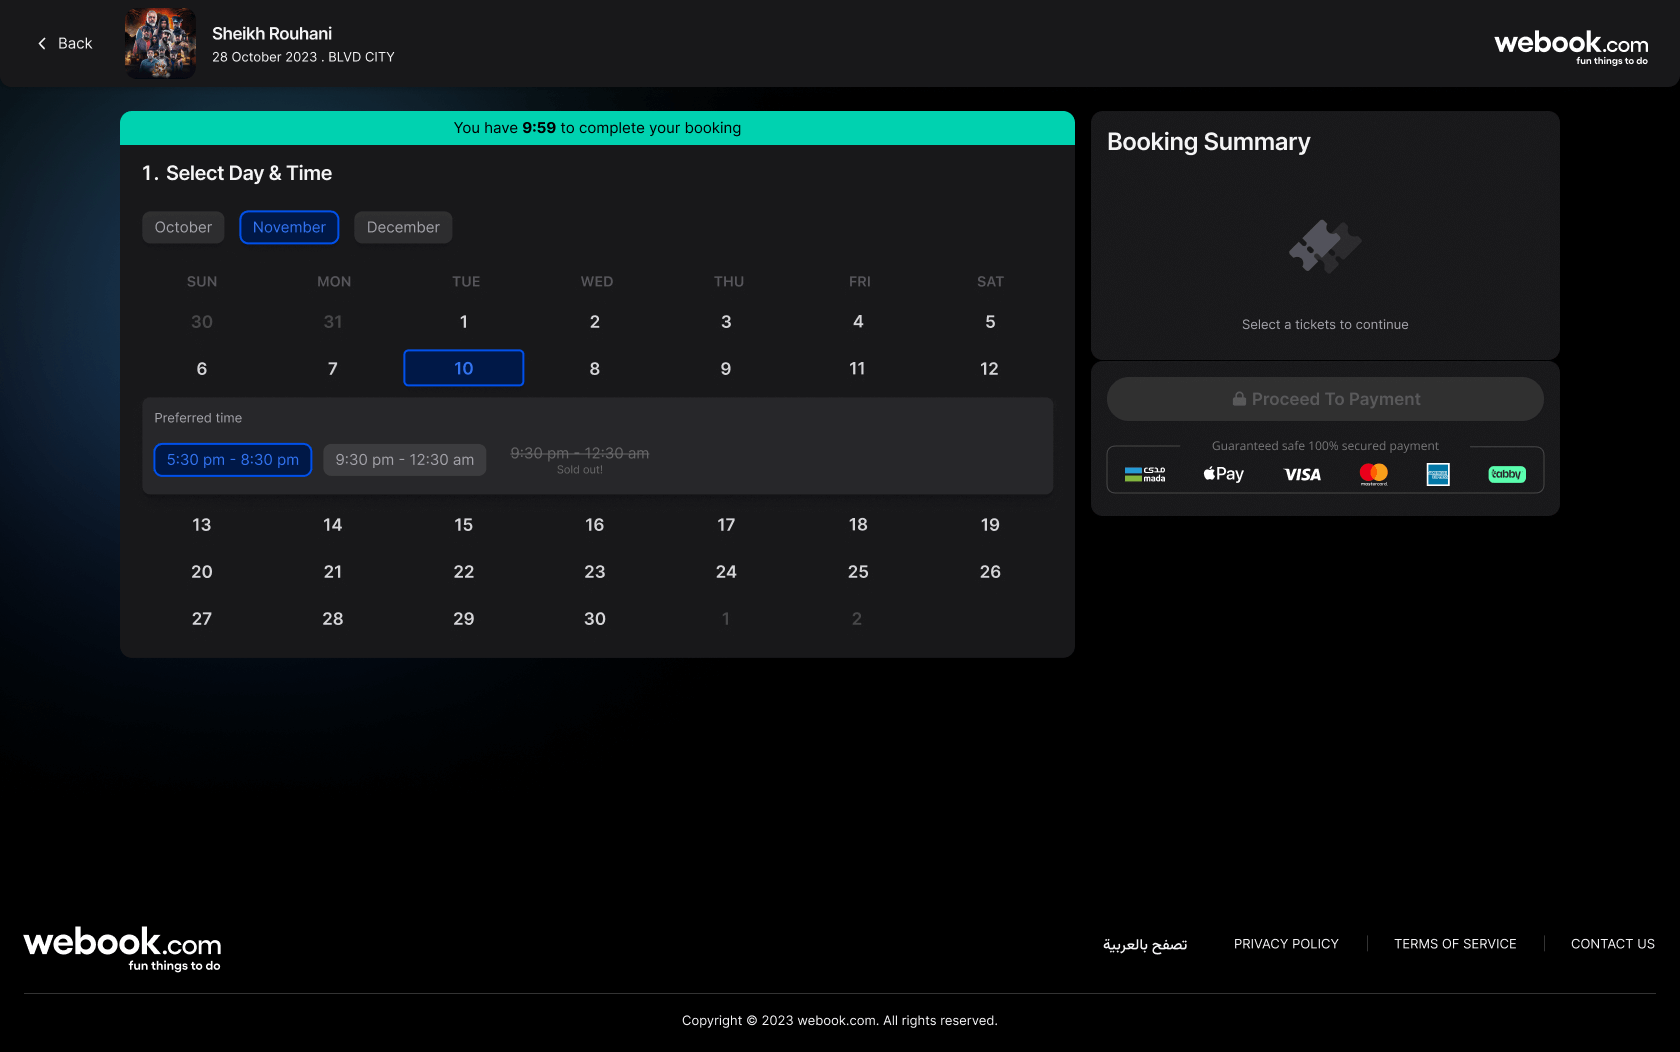 Back
Sheikh Rouhani
28 October 2023 . BLVD CITY
webook.com
fun things to do
You have 9:59 to complete your booking
1. Select Day & Time
October November December
SUN MON TUE WED THU FRI SAT
30 31 1 2 3 4 5
6 7 10 8 9 11 12
Preferred time
5:30 pm - 8:30 pm 9:30 pm - 12:30 am 9:30 pm - 12:30 am
Sold out!
13 14 15 16 17 18 19
20 21 22 23 24 25 26
27 28 29 30 1 2
Booking Summary
Select a tickets to continue
Proceed To Payment
Guaranteed safe 100% secured payment
مدى mada Pay VISA mastercard tabby
webook.com
fun things to do
تصفح بالعربية PRIVACY POLICY TERMS OF SERVICE CONTACT US
Copyright © 2023 webook.com. All rights reserved.